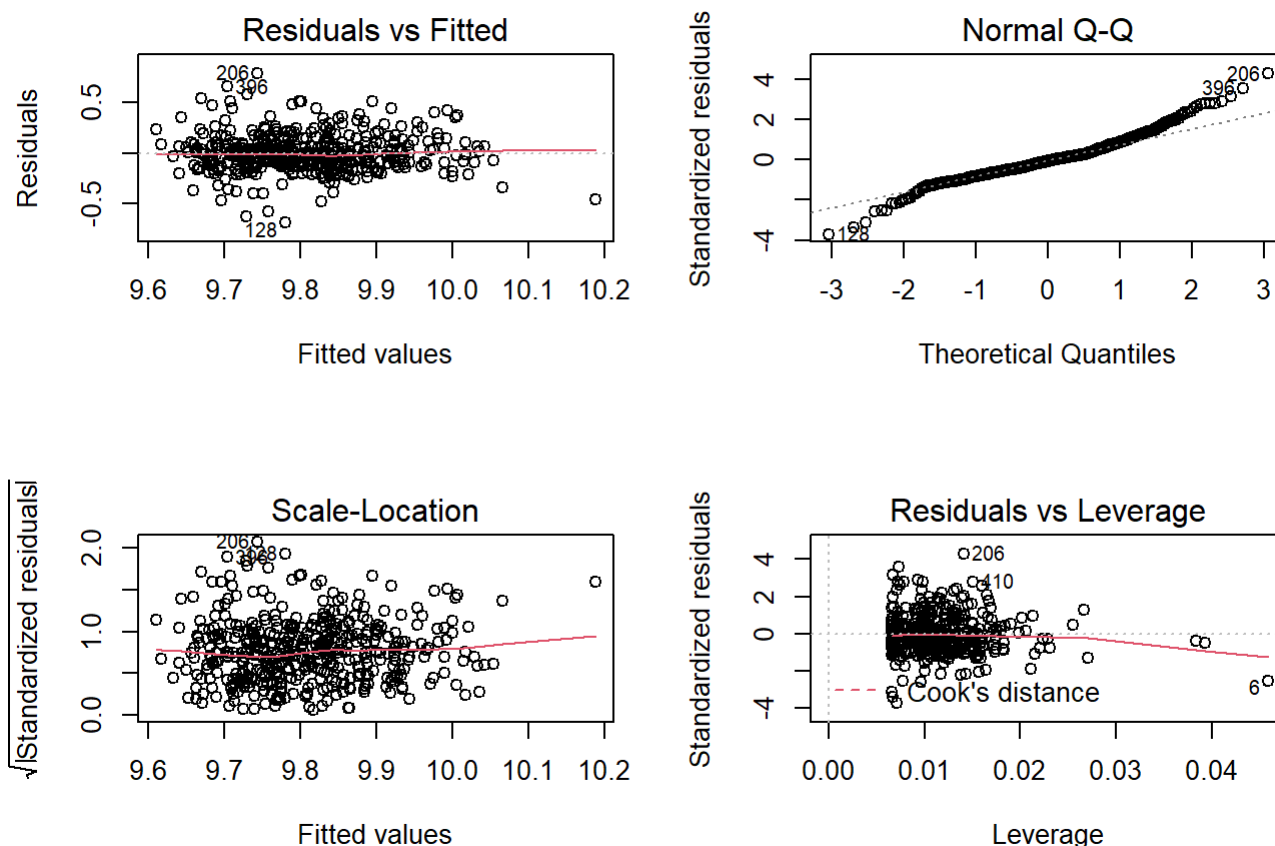 Residuals vs Fitted
Residuals
0.5
-0.5
206
396
128
9.6 9.7 9.8 9.9 10.0 10.1 10.2
Fitted values
Normal Q-Q
Standardized residuals
4
2
0
-4
206
396
128
-3 -2 -1 0 1 2 3
Theoretical Quantiles
Scale-Location
√|Standardized residuals|
2.0
1.0
0.0
206
396
128
9.6 9.7 9.8 9.9 10.0 10.1 10.2
Fitted values
Residuals vs Leverage
Standardized residuals
4
2
0
-4
206
410
6
Cook's distance
0.00 0.01 0.02 0.03 0.04
Leverage